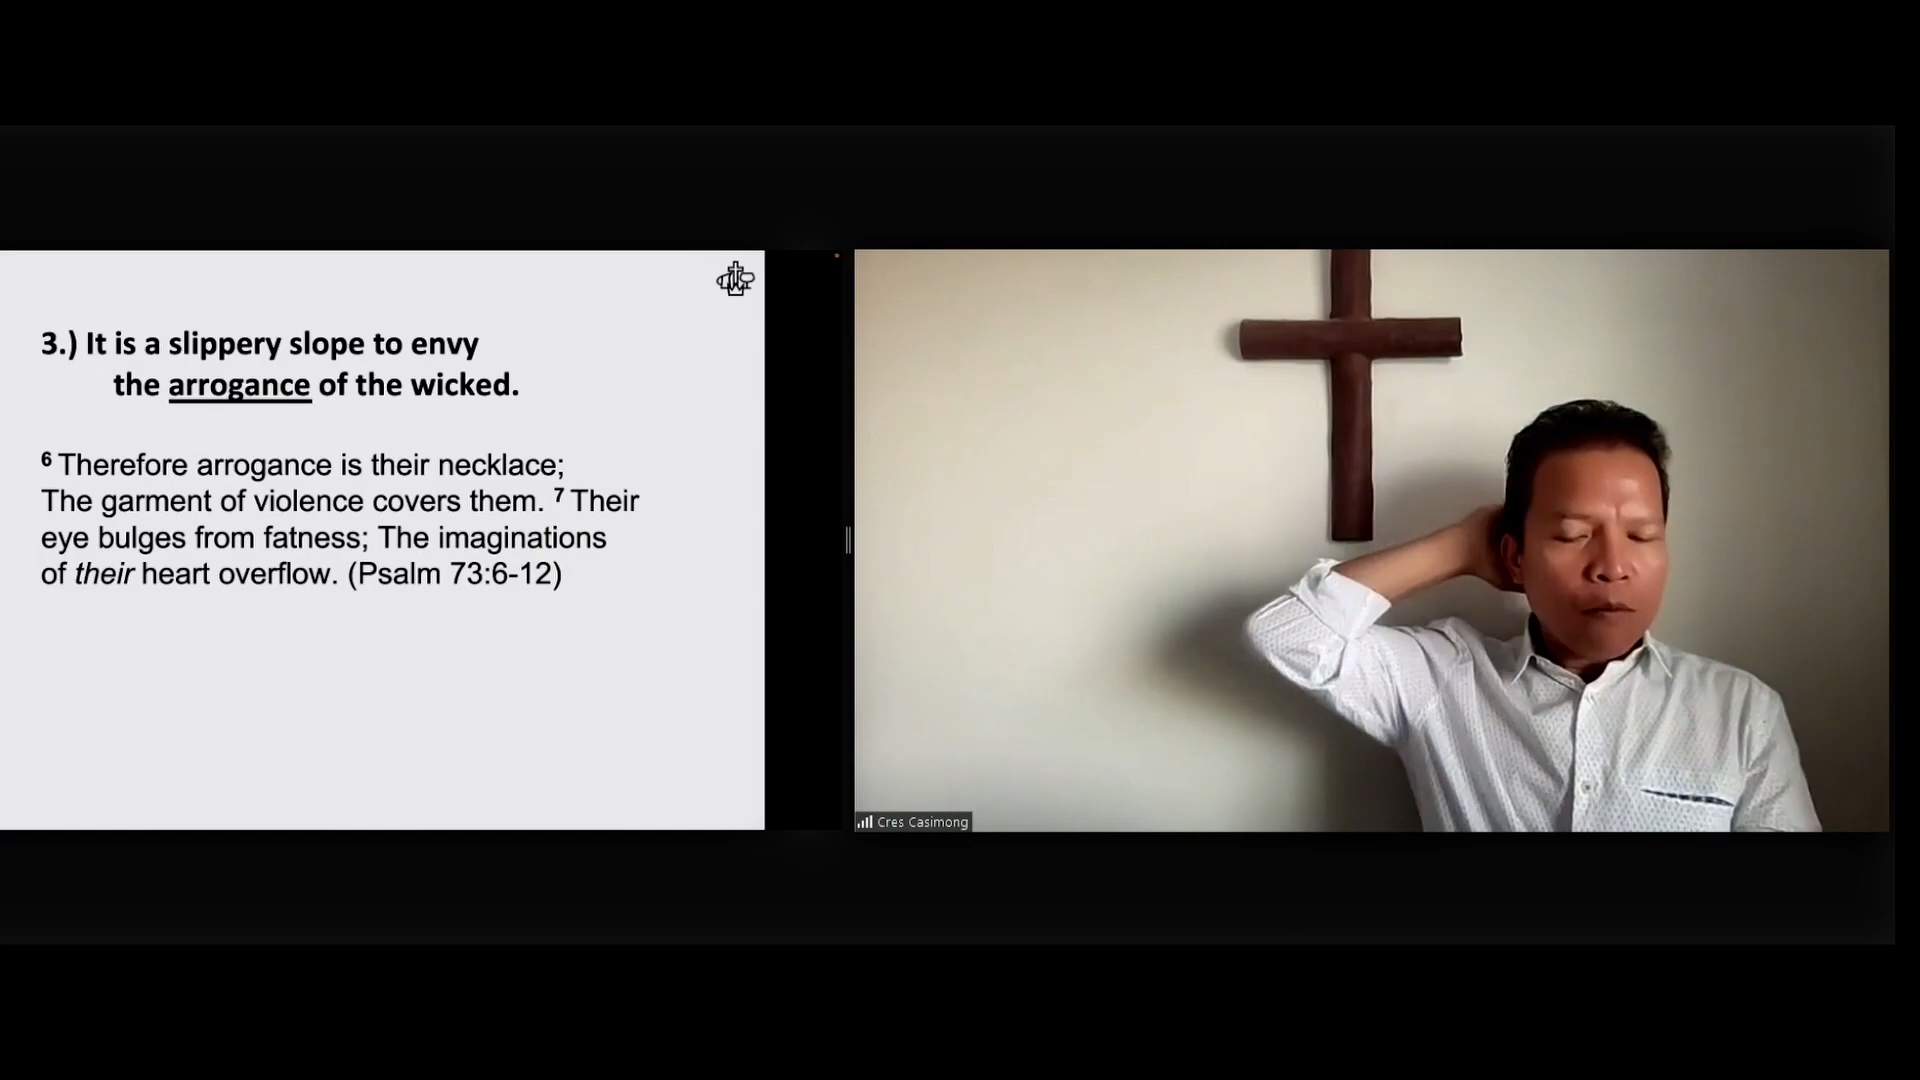 3.) It is a slippery slope to envy
the arrogance of the wicked.
6 Therefore arrogance is their necklace;
The garment of violence covers them. 7 Their
eye bulges from fatness; The imaginations
of their heart overflow. (Psalm 73:6-12)
Cres Casimong